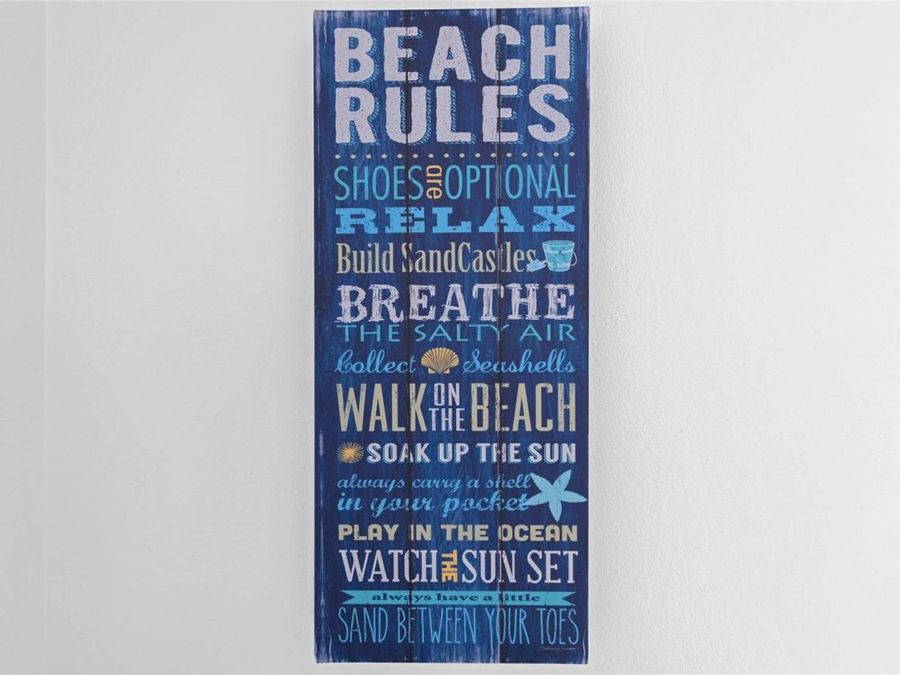 BEACH
RULES
SHOES are OPTIONAL
RELAX
Build SandCastles
BREATHE
THE SALTY AIR
Collect Seashells
WALK ON THE BEACH
SOAK UP THE SUN
always carry a shell
in your pocket
PLAY IN THE OCEAN
WATCH THE SUN SET
always have a little
SAND BETWEEN YOUR TOES